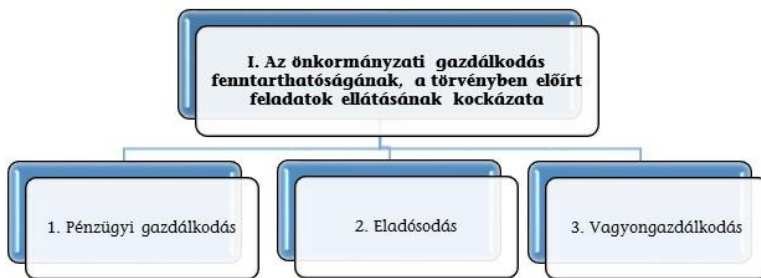 I. Az önkormányzati gazdálkodás
fenntarthatóságának, a törvényben előírt
feladatok ellátásának kockázata
1. Pénzügyi gazdálkodás
2. Eladósodás
3. Vagyongazdálkodás